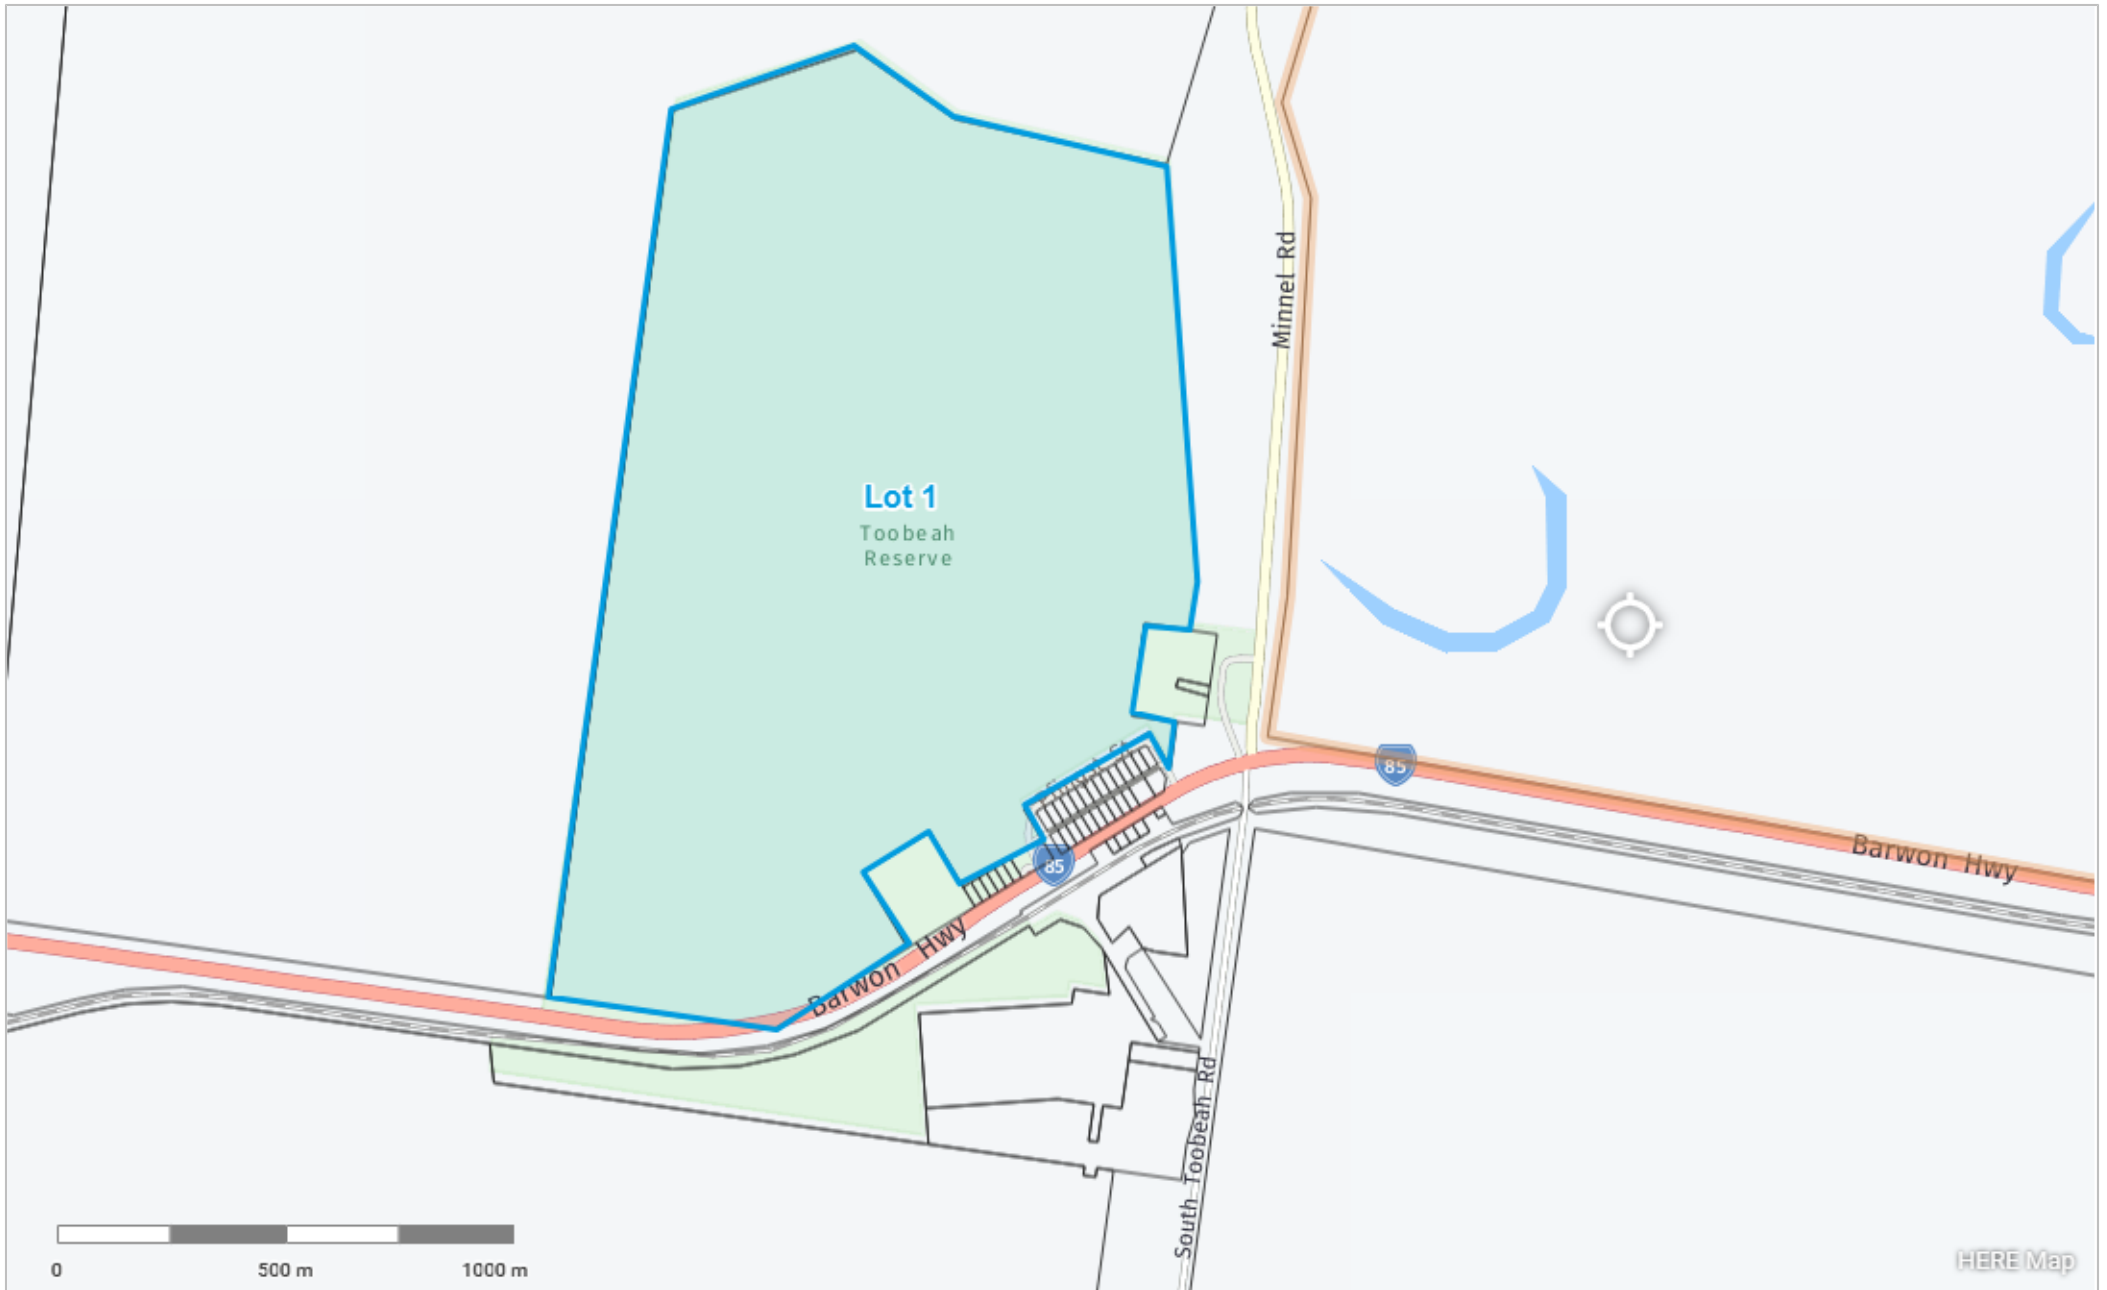 Minnel Rd
Lot 1
Toobeah
Reserve
85
Barwon Hwy
85
Barwon Hwy
South Toobeah Rd
0
500 m
1000 m
HERE Map